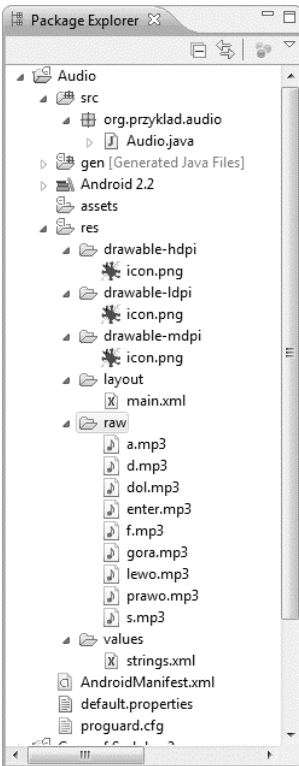 Package Explorer
Audio
src
org.przyklad.audio
Audio.java
gen [Generated Java Files]
Android 2.2
assets
res
drawable-hdpi
icon.png
drawable-ldpi
icon.png
drawable-mdpi
icon.png
layout
main.xml
raw
a.mp3
d.mp3
dol.mp3
enter.mp3
f.mp3
gora.mp3
lewo.mp3
prawo.mp3
s.mp3
values
strings.xml
AndroidManifest.xml
default.properties
proguard.cfg